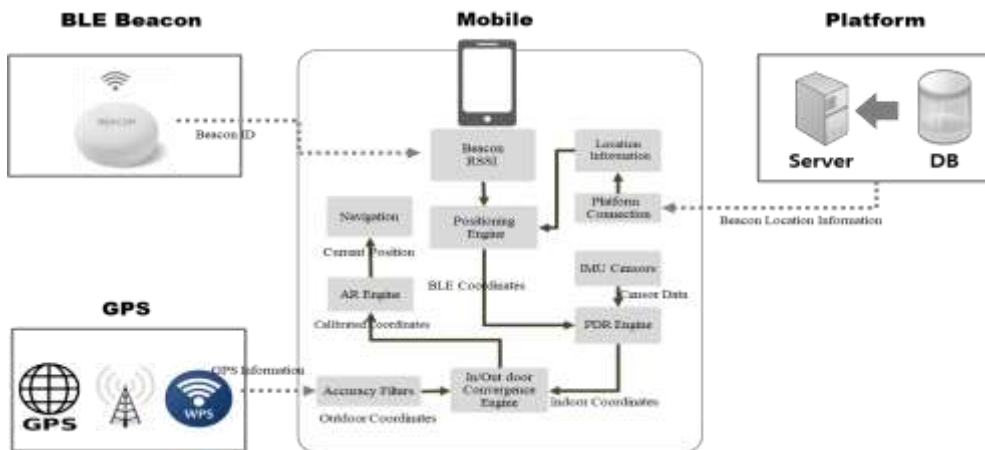 BLE Beacon
Mobile
Platform
BEACON
Beacon ID
Beacon
RSSI
Location
Information
Server
DB
Navigation
Positioning
Engine
Platform
Connection
Beacon Location Information
Current Position
BLE Coordinates
IMU Censors
Censor Data
AR Engine
PDR Engine
GPS
Calibrated Coordinates
GPS Information
Accuracy Filters
In/Out door
Convergence
Engine
Indoor Coordinates
Outdoor Coordinates
GPS
WPS